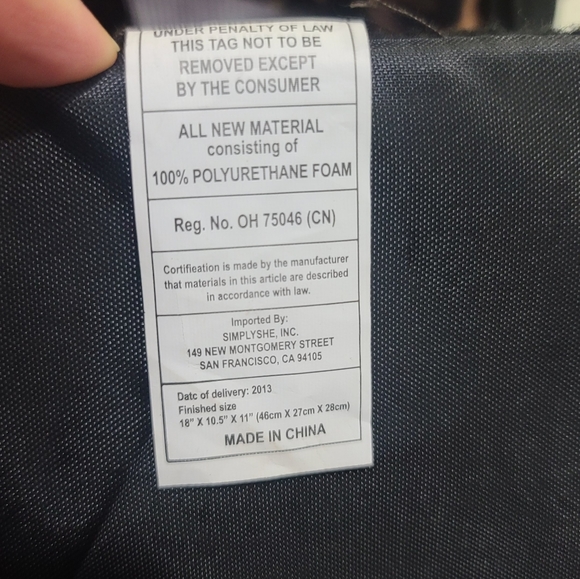 UNDER PENALTY OF LAW
THIS TAG NOT TO BE
REMOVED EXCEPT
BY THE CONSUMER
ALL NEW MATERIAL
consisting of
100% POLYURETHANE FOAM
Reg. No. OH 75046 (CN)
Cortification is made by the manufacturer
that materials in this article are described
in accordance with law.
Imported By:
SIMPLYSHE, INC.
149 NEW MONTGOMERY STREET
SAN FRANCISCO, CA 94105
Datc of delivery: 2013
Finished size
18" X 10.5" X 11" (46cm X 27cm X 28cm)
MADE IN CHINA